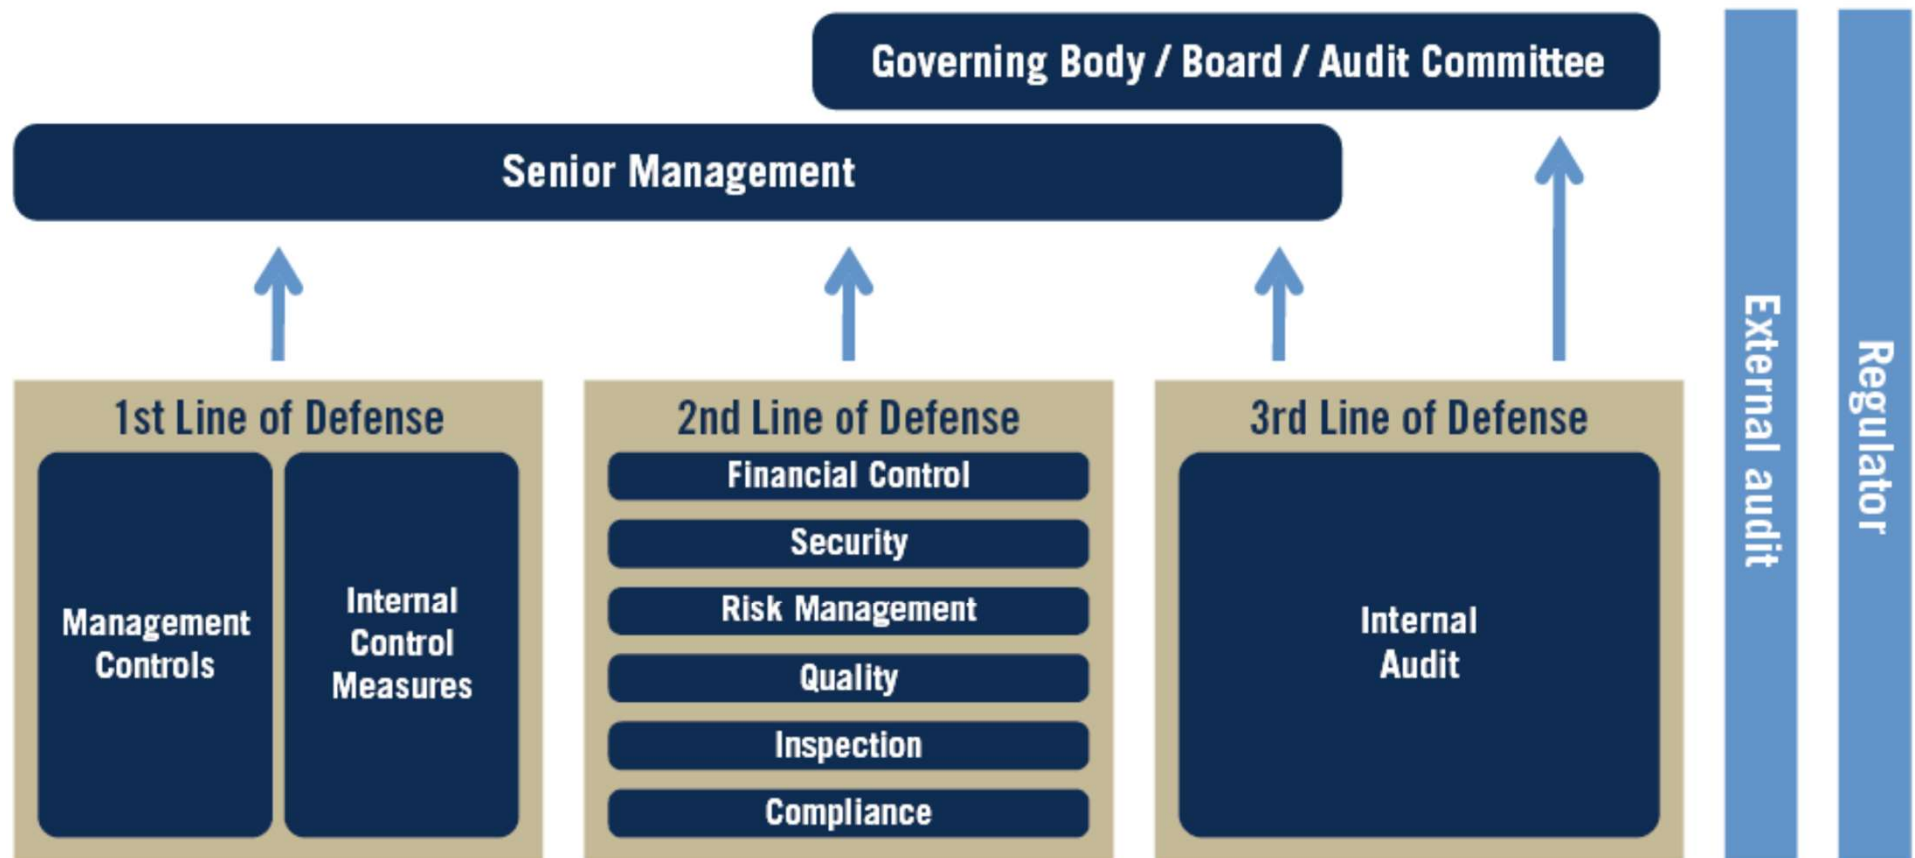 Governing Body / Board / Audit Committee
Senior Management
1st Line of Defense
Management
Controls
Internal
Control
Measures
2nd Line of Defense
Financial Control
Security
Risk Management
Quality
Inspection
Compliance
3rd Line of Defense
Internal
Audit
External audit
Regulator